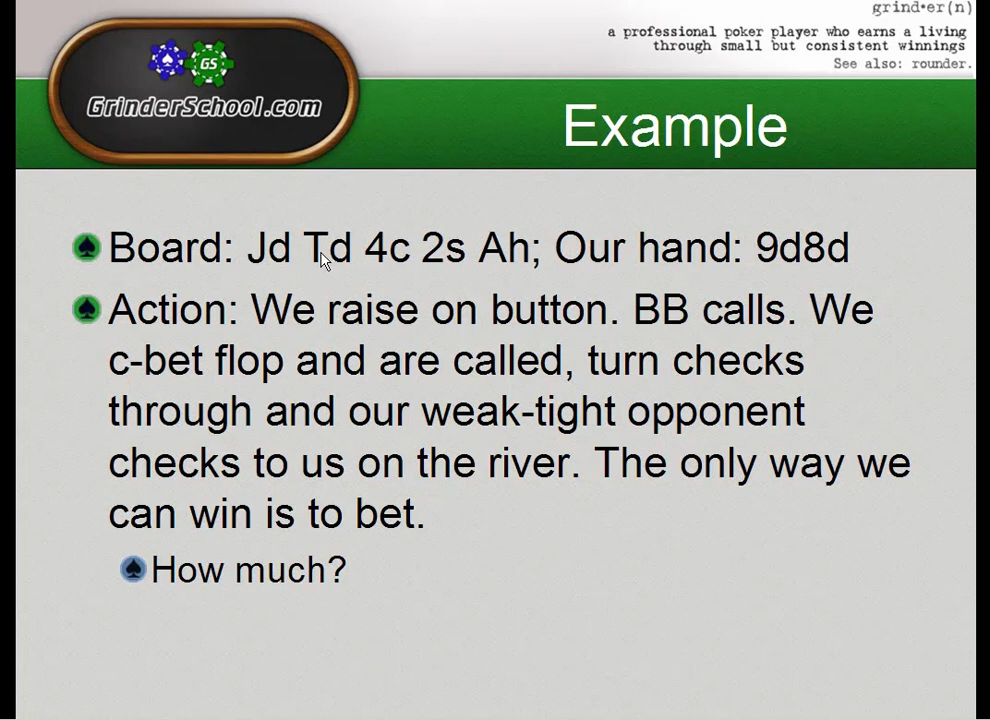 grind•er(n)
a professional poker player who earns a living
through small but consistent winnings
See also: rounder.
GS
GrinderSchool.com
Example
Board: Jd Td 4c 2s Ah; Our hand: 9d8d
Action: We raise on button. BB calls. We
c-bet flop and are called, turn checks
through and our weak-tight opponent
checks to us on the river. The only way we
can win is to bet.
How much?